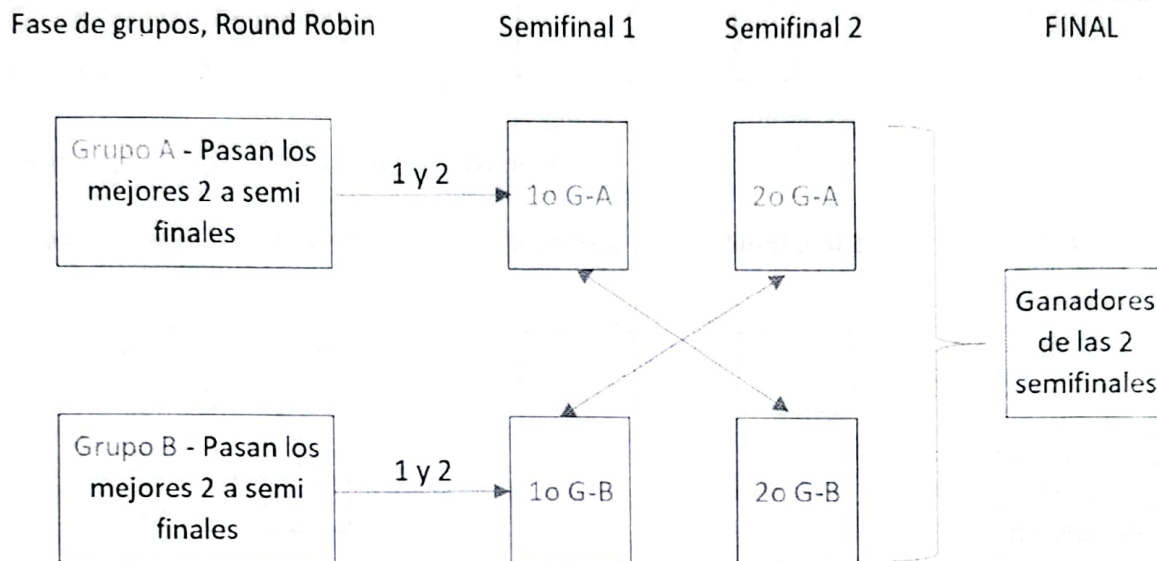 Fase de grupos, Round Robin
Semifinal 1
Semifinal 2
FINAL
Grupo A - Pasan los
mejores 2 a semi
finales
1 y 2
1o G-A
2o G-A
Ganadores
de las 2
semifinales
Grupo B - Pasan los
mejores 2 a semi
finales
1 y 2
1o G-B
2o G-B